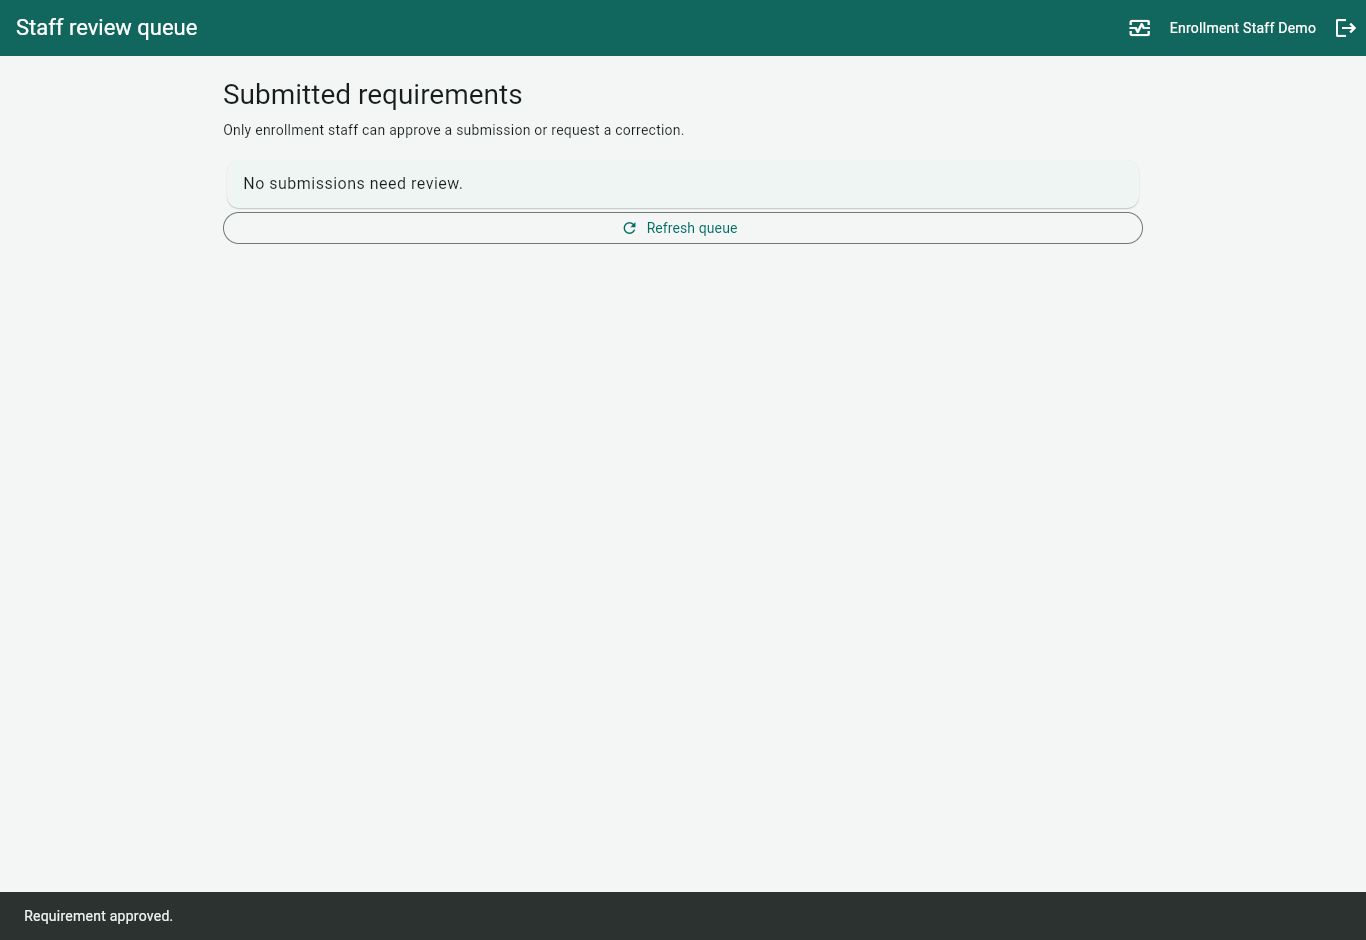 Staff review queue
Enrollment Staff Demo
Submitted requirements
Only enrollment staff can approve a submission or request a correction.
No submissions need review.
Refresh queue
Requirement approved.